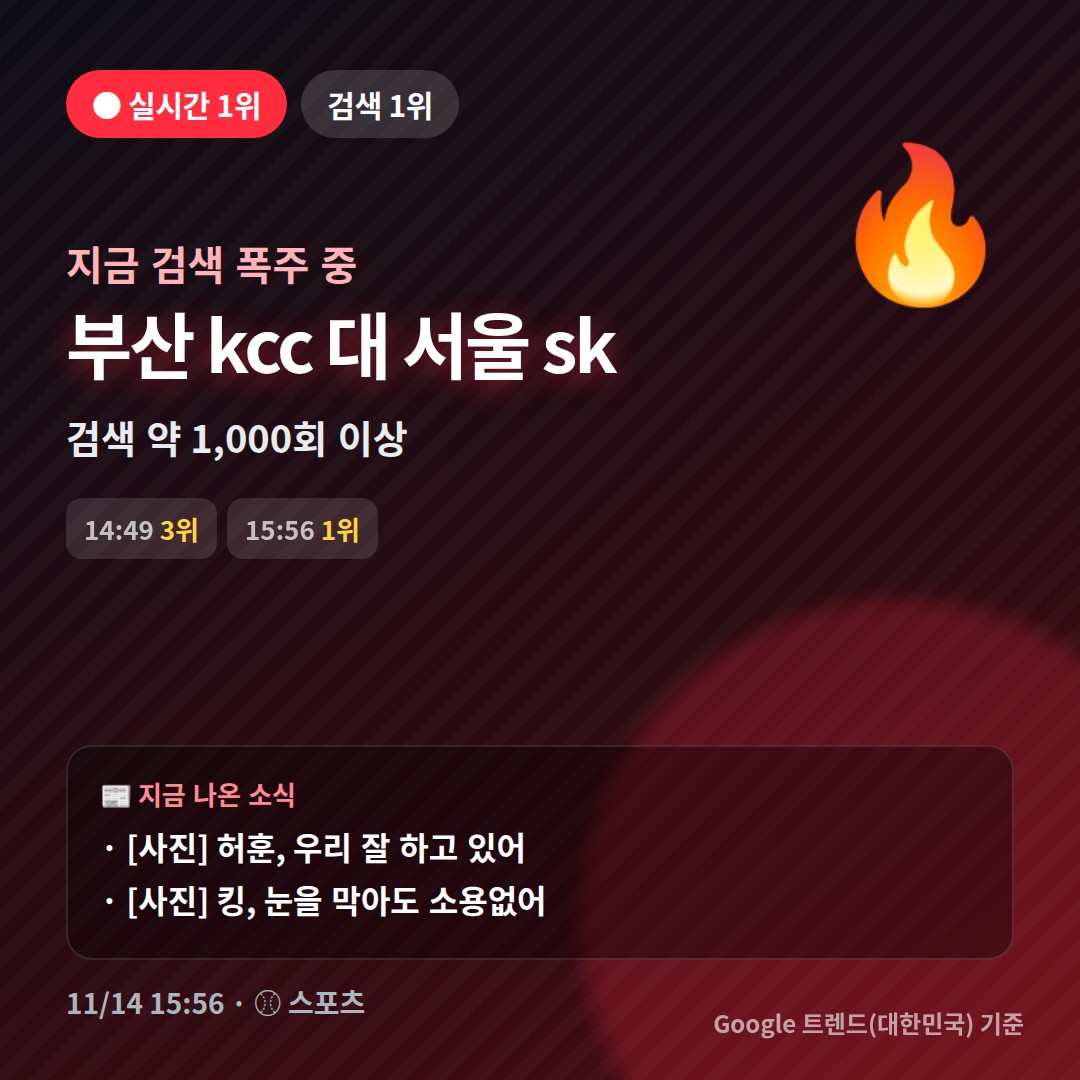 실시간 1위
검색 1위
지금 검색 폭주 중
부산 kcc 대 서울 sk
검색 약 1,000회 이상
14:49 3위
15:56 1위
지금 나온 소식
· [사진] 허훈, 우리 잘 하고 있어
· [사진] 킹, 눈을 막아도 소용없어
11/14 15:56 · 스포츠
Google 트렌드(대한민국) 기준